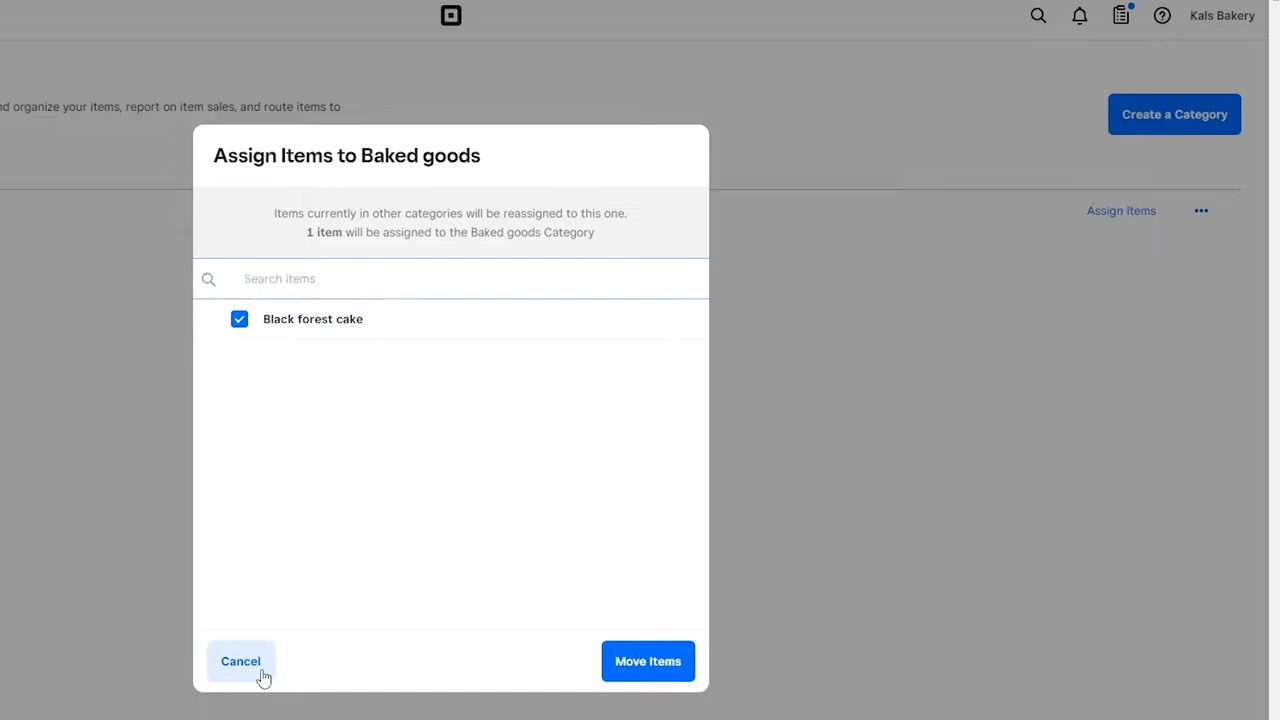 Kals Bakery
nd organize your items, report on item sales, and route items to
Create a Category
Assign Items to Baked goods
Items currently in other categories will be reassigned to this one.
1 item will be assigned to the Baked goods Category
Assign Items
Search Items
Black forest cake
Cancel
Move Items